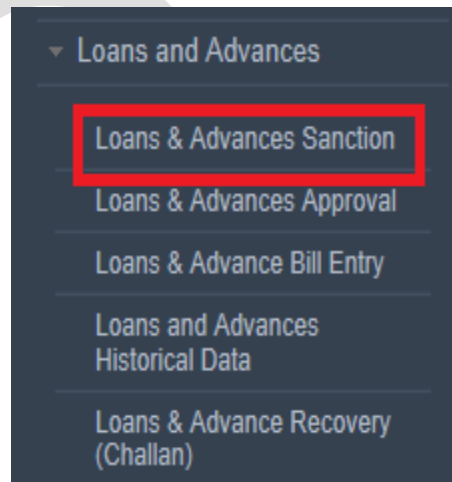 Loans and Advances
Loans & Advances Sanction
Loans & Advances Approval
Loans & Advance Bill Entry
Loans and Advances
Historical Data
Loans & Advance Recovery
(Challan)